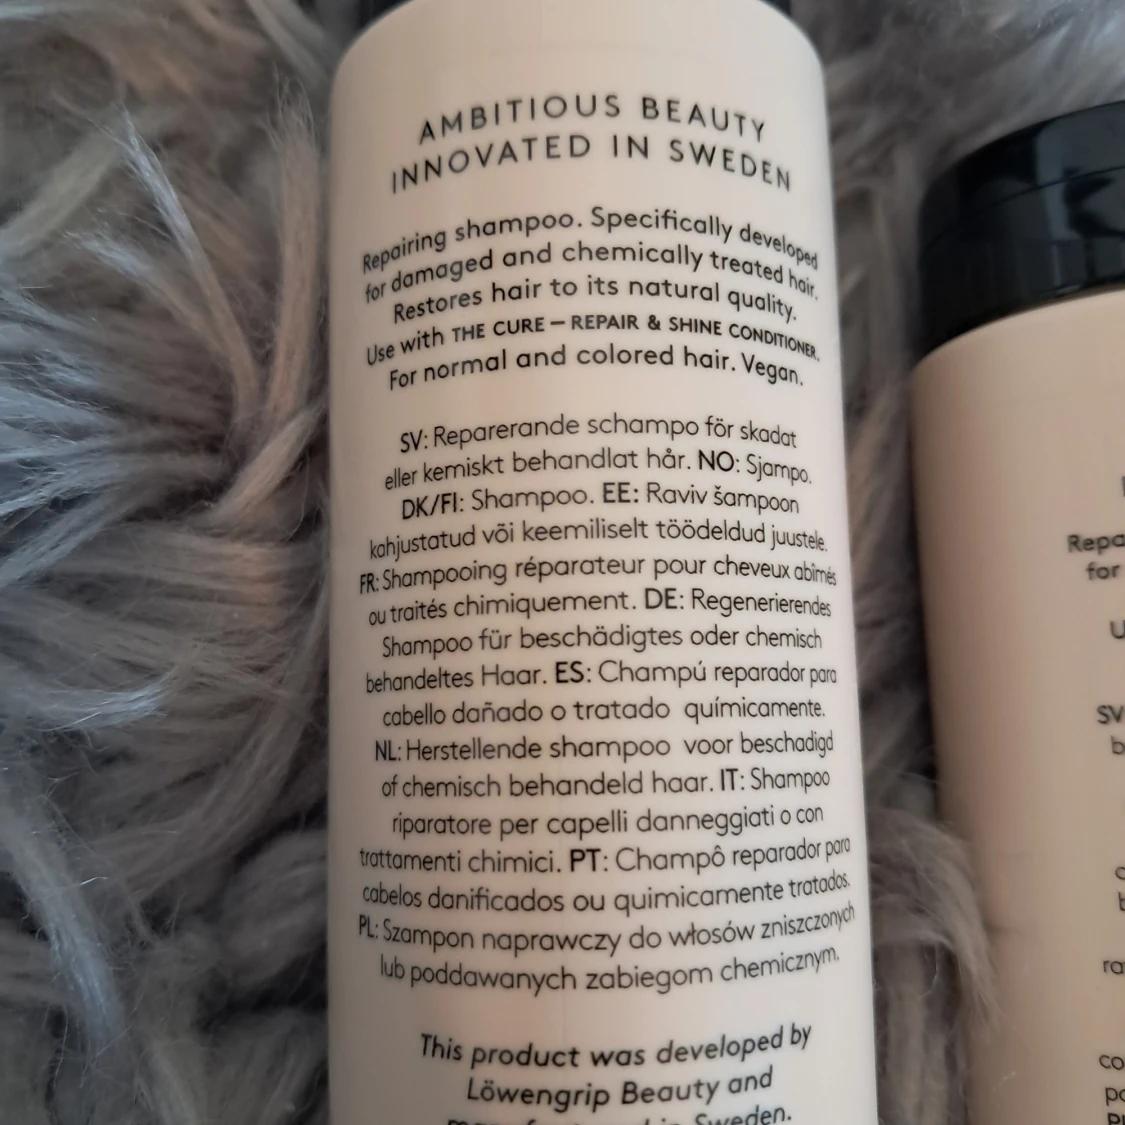 AMBITIOUS BEAUTY
INNOVATED IN SWEDEN
Repairing shampoo. Specifically developed
for damaged and chemically treated hair.
Restores hair to its natural quality.
Use with THE CURE – REPAIR & SHINE CONDITIONER.
For normal and colored hair. Vegan.
SV: Reparerande schampo för skadat
eller kemiskt behandlat hår. NO: Sjampo.
DK/FI: Shampoo. EE: Raviv šampoon
kahjustatud või keemiliselt töödeldud juustele.
FR: Shampooing réparateur pour cheveux abîmés
ou traités chimiquement. DE: Regenerierendes
Shampoo für beschädigtes oder chemisch
behandeltes Haar. ES: Champú reparador para
cabello dañado o tratado químicamente.
NL: Herstellende shampoo voor beschadigd
of chemisch behandeld haar. IT: Shampoo
riparatore per capelli danneggiati o con
trattamenti chimici. PT: Champô reparador para
cabelos danificados ou quimicamente tratados.
PL: Szampon naprawczy do włosów zniszczonych
lub poddawanych zabiegom chemicznym.
This product was developed by
Löwengrip Beauty and
Sweden.
for
SV